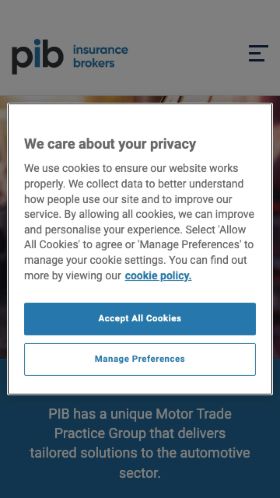 pib insurance
brokers
We care about your privacy
We use cookies to ensure our website works
properly. We collect data to better understand
how people use our site and to improve our
service. By allowing all cookies, we can improve
and personalise your experience. Select 'Allow
All Cookies' to agree or 'Manage Preferences' to
manage your cookie settings. You can find out
more by viewing our cookie policy.
Accept All Cookies
Manage Preferences
PIB has a unique Motor Trade
Practice Group that delivers
tailored solutions to the automotive
sector.